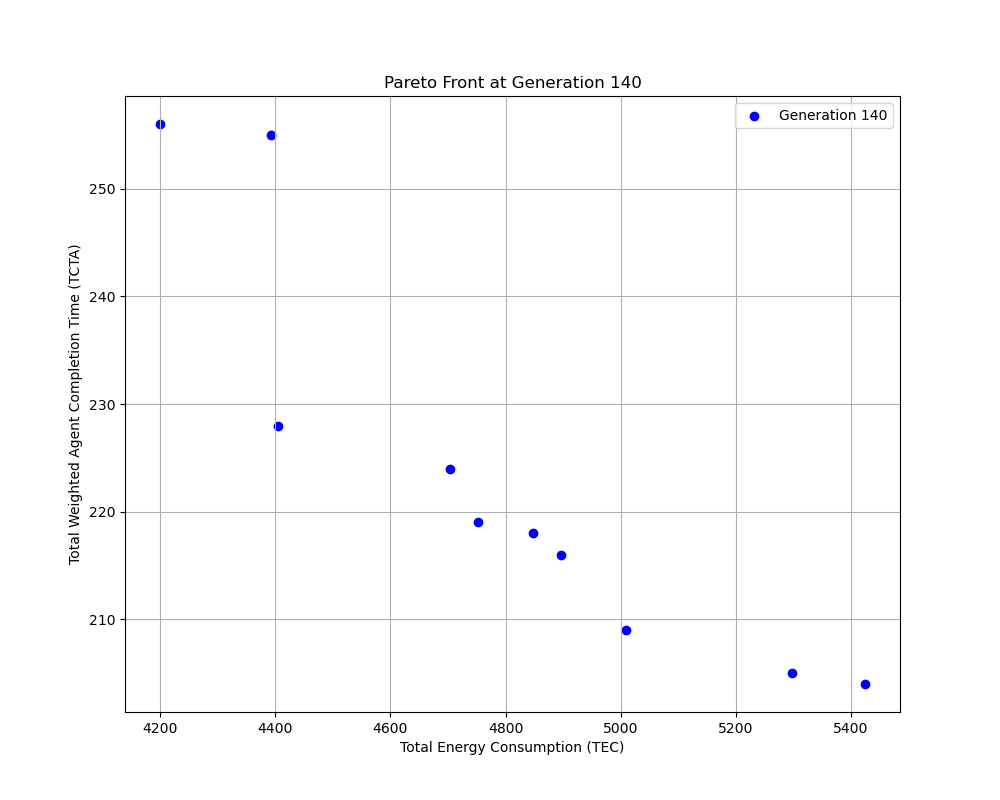 Pareto Front at Generation 140
Generation 140
Total Weighted Agent Completion Time (TCTA)
250
240
230
220
210
4200 4400 4600 4800 5000 5200 5400
Total Energy Consumption (TEC)